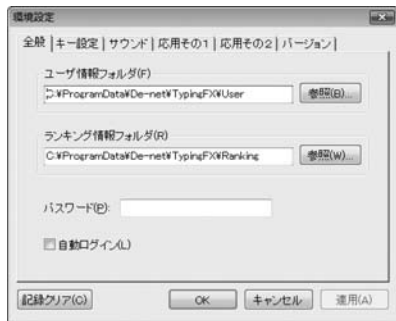 環境設定
全般 | キー設定 | サウンド | 応用その1 | 応用その2 | バージョン |
ユーザ情報フォルダ(F)
C:¥ProgramData¥De-net¥TypingFX¥User 参照(B)...
ランキング情報フォルダ(R)
C:¥ProgramData¥De-net¥TypingFX¥Ranking 参照(W)...
パスワード(P):
自動ログイン(L)
記録クリア(C) OK キャンセル 適用(A)